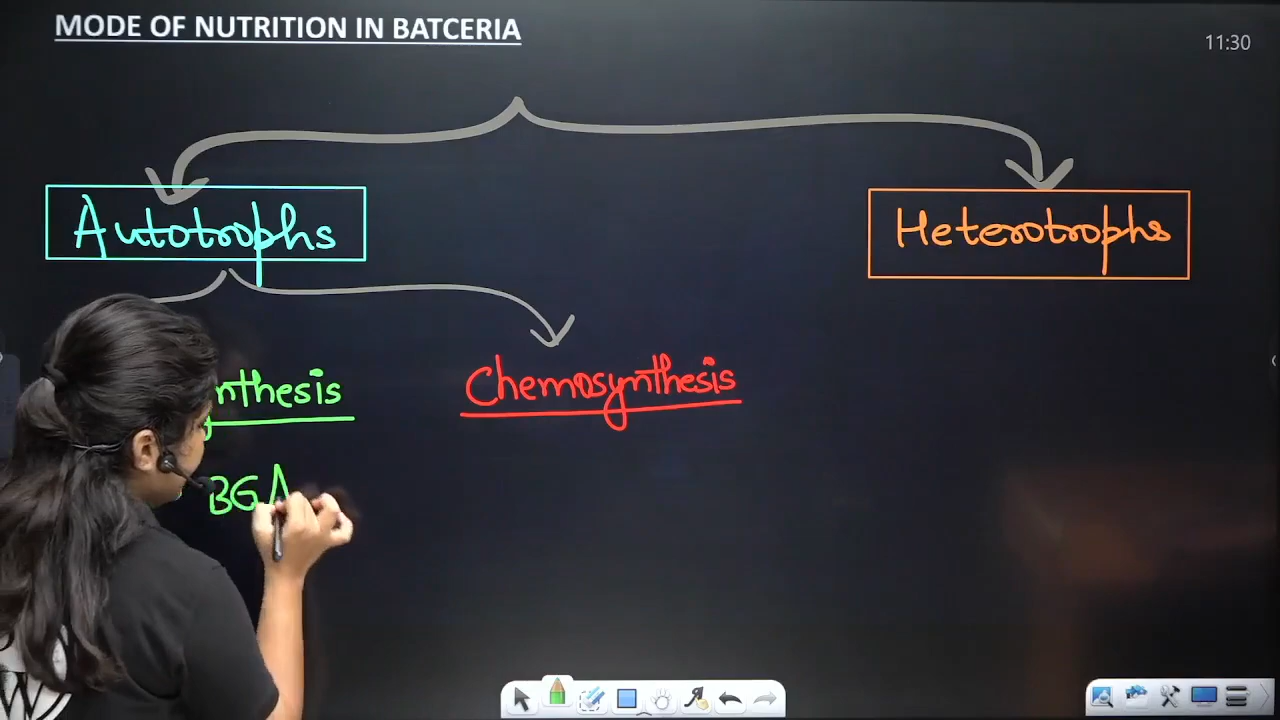 MODE OF NUTRITION IN BATCERIA
11:30
Autotrophs
Heterotrophs
nthesis
Chemosynthesis
BGA
W